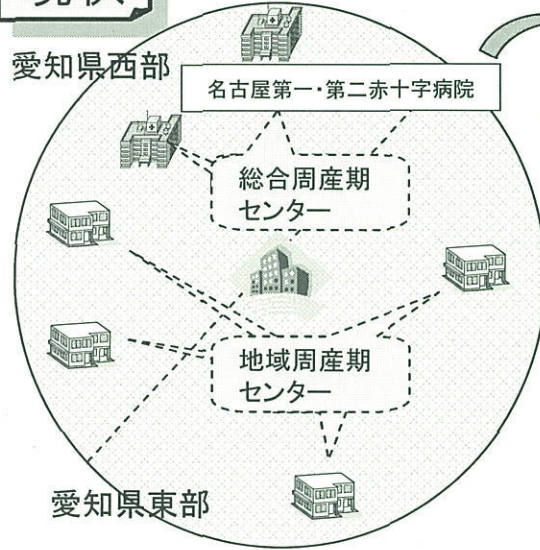 愛知県西部
名古屋第一・第二赤十字病院
総合周産期
センター
地域周産期
センター
愛知県東部